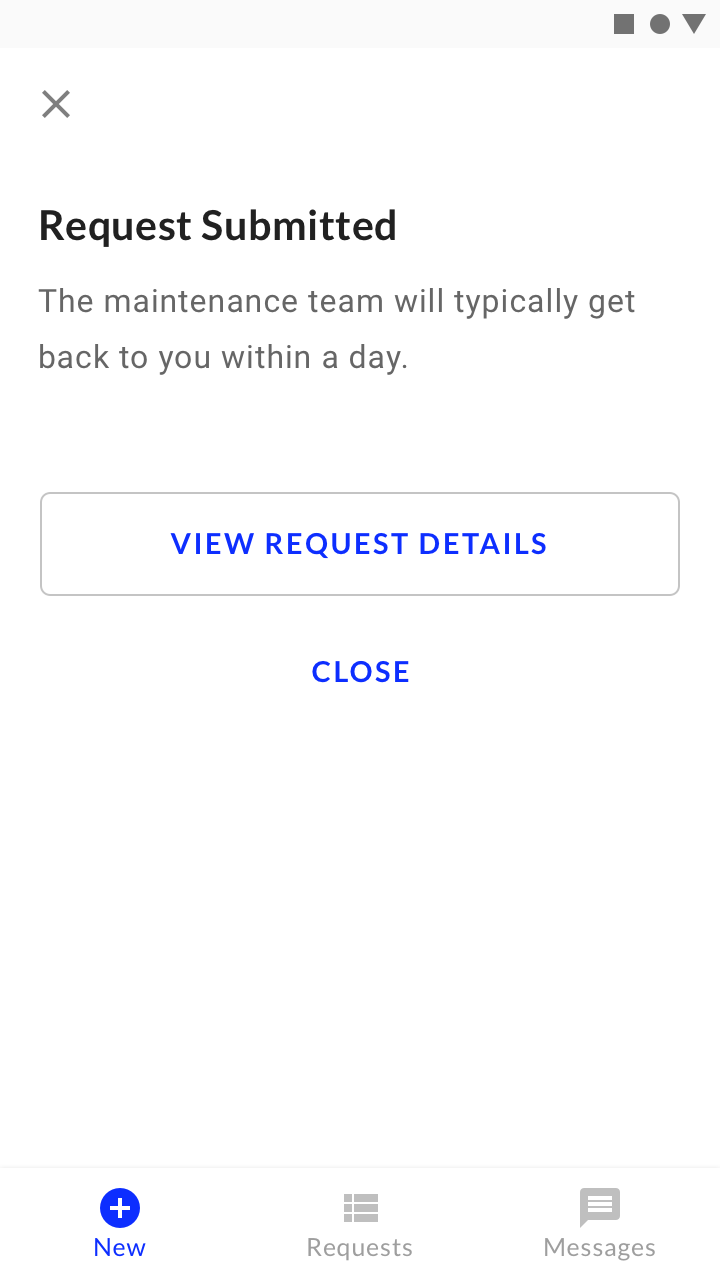 Request Submitted
The maintenance team will typically get
back to you within a day.
VIEW REQUEST DETAILS
CLOSE
New
Requests
Messages